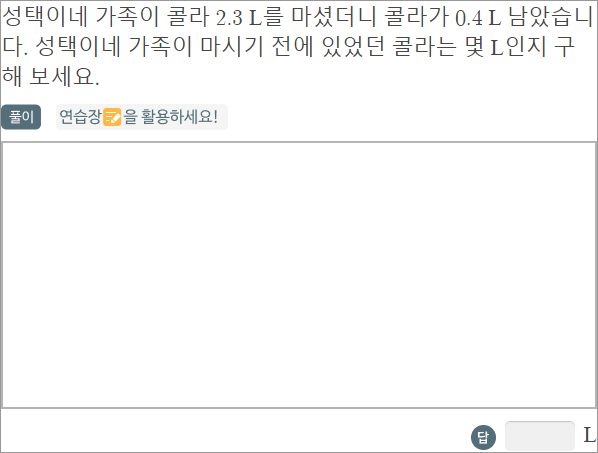 성택이네 가족이 콜라 2.3 L를 마셨더니 콜라가 0.4 L 남았습니
다. 성택이네 가족이 마시기 전에 있었던 콜라는 몇 L인지 구
해 보세요.
풀이 연습장을 활용하세요!
답 L